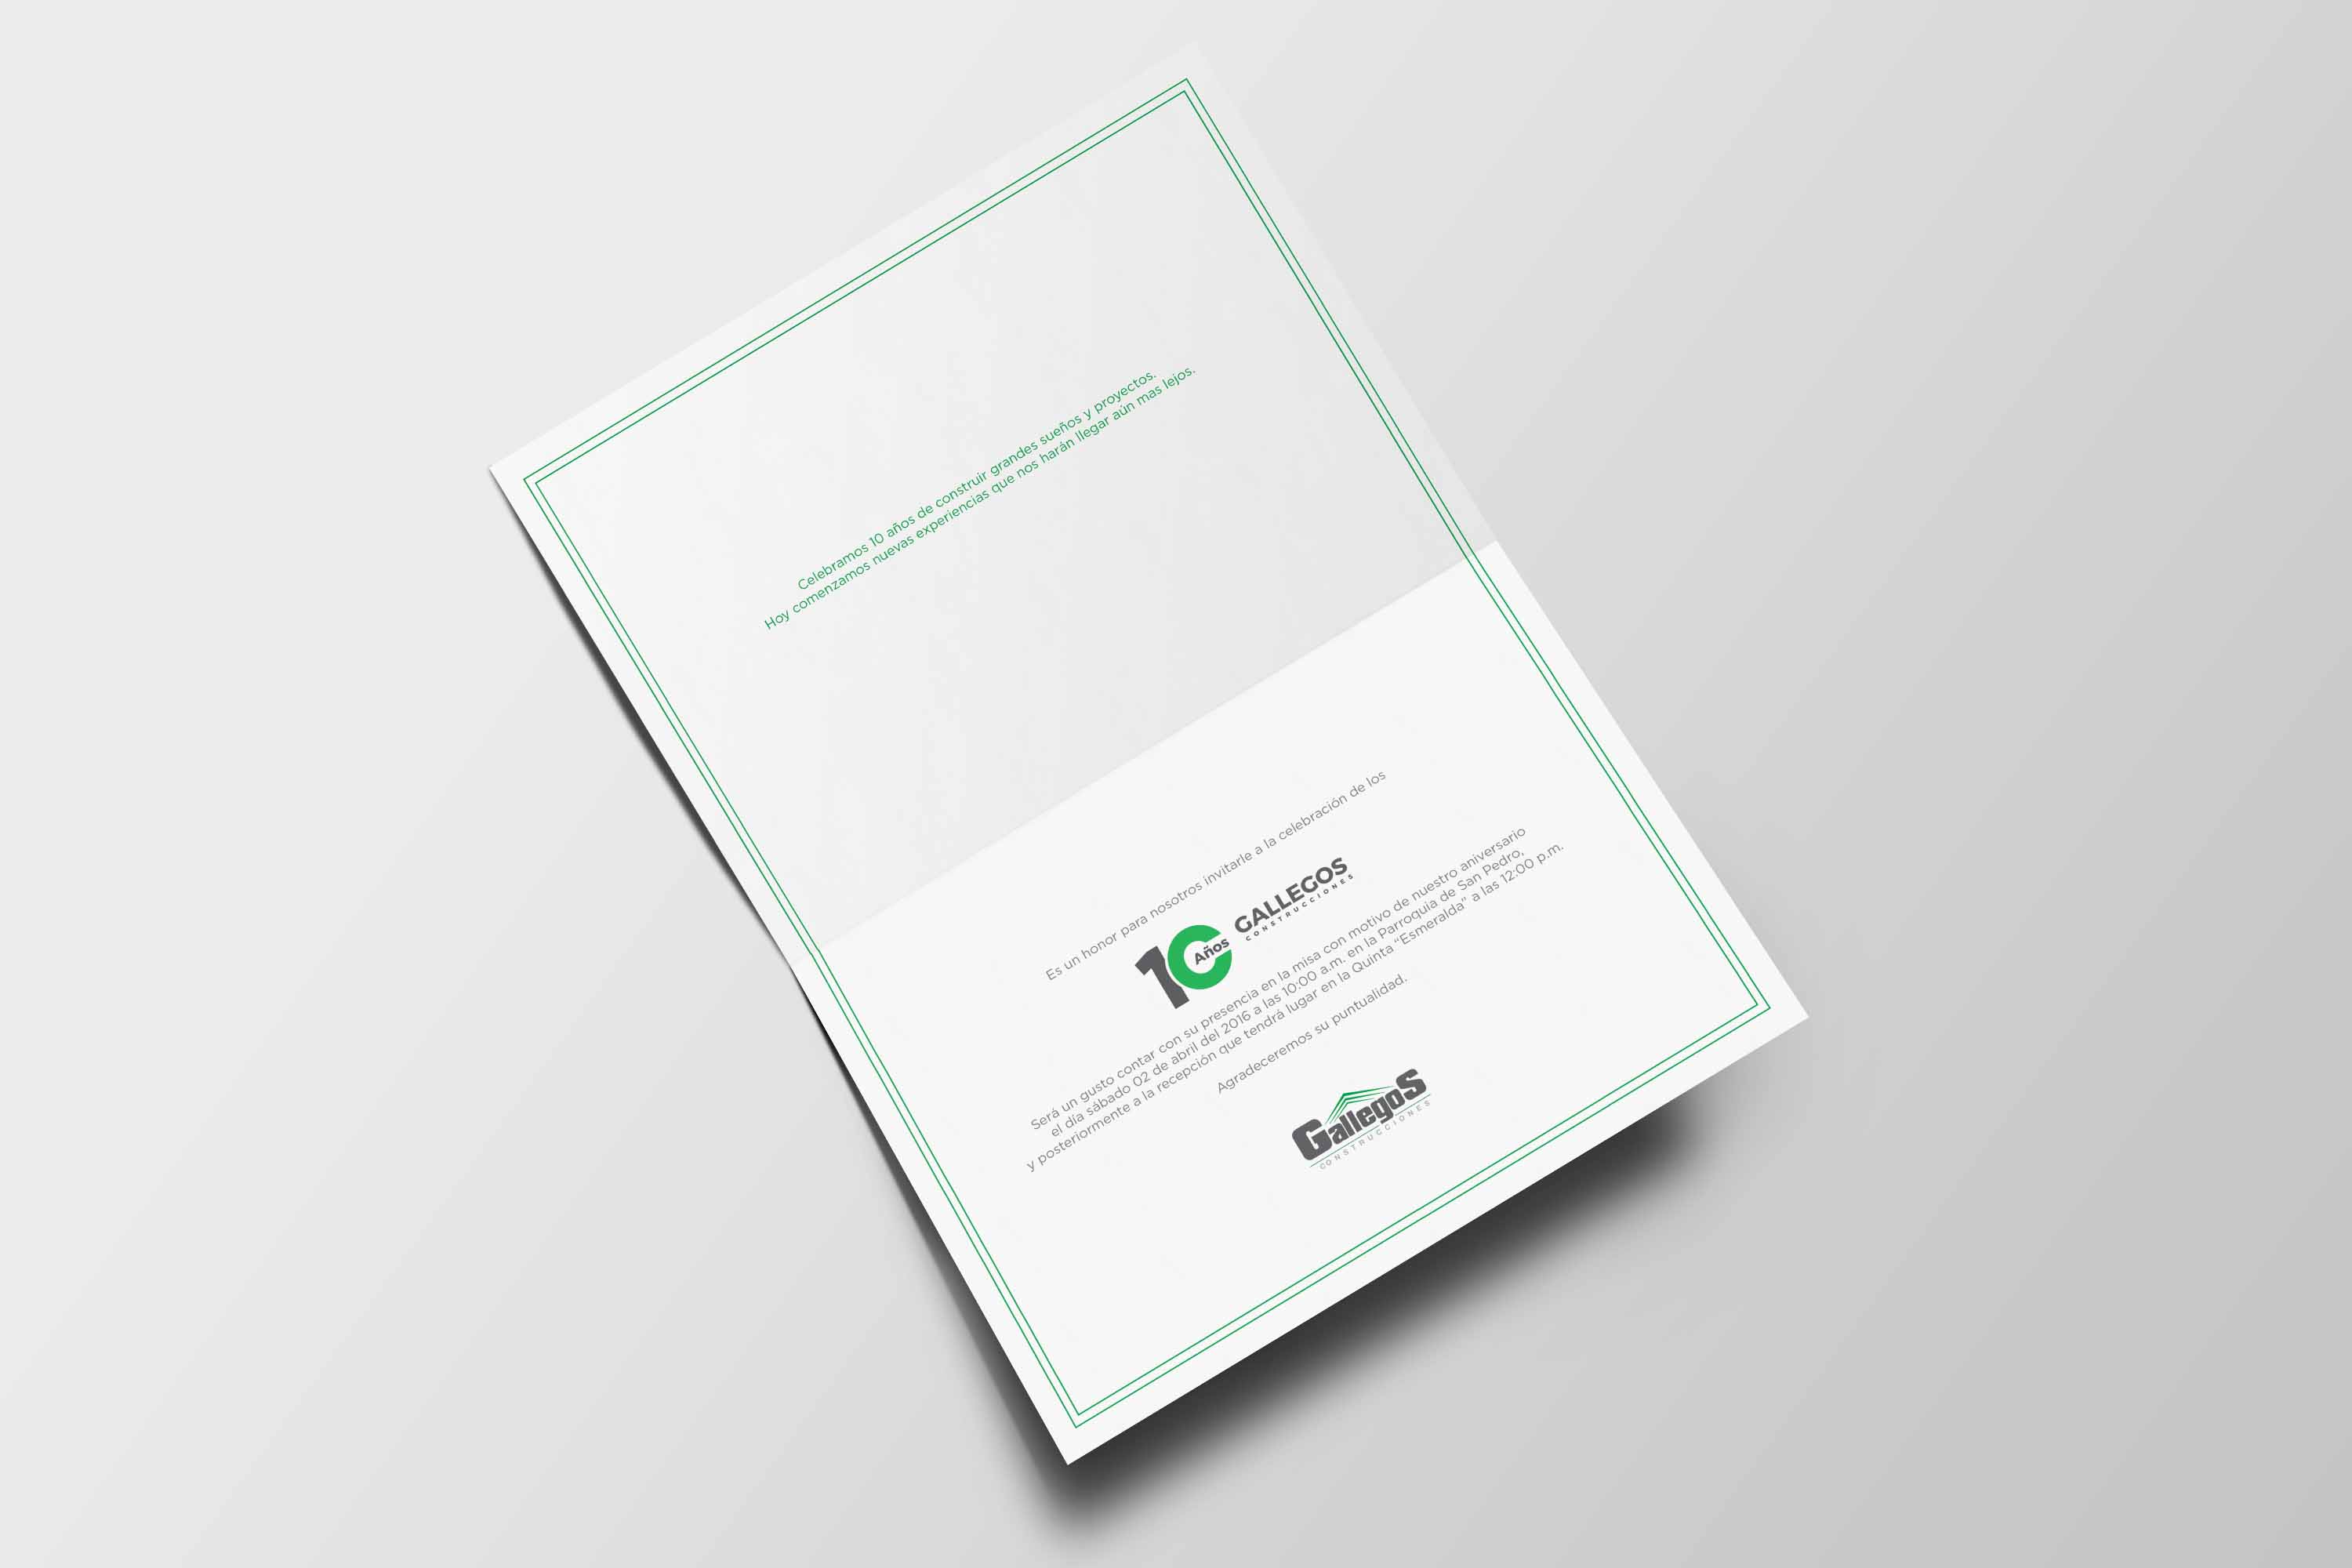 Celebramos 10 años de construir grandes sueños y proyectos.
Hoy comenzamos nuevas experiencias que nos harán llegar aún mas lejos.
Es un honor para nosotros invitarle a la celebración de los
10 Años GALLEGOS
CONSTRUCCIONES
Será un gusto contar con su presencia en la misa con motivo de nuestro aniversario
el día sábado 02 de abril del 2016 a las 10:00 a.m. en la Parroquia de San Pedro,
y posteriormente a la recepción que tendrá lugar en la Quinta “Esmeralda” a las 12:00 p.m.
Agradeceremos su puntualidad.
GallegoS
CONSTRUCCIONES